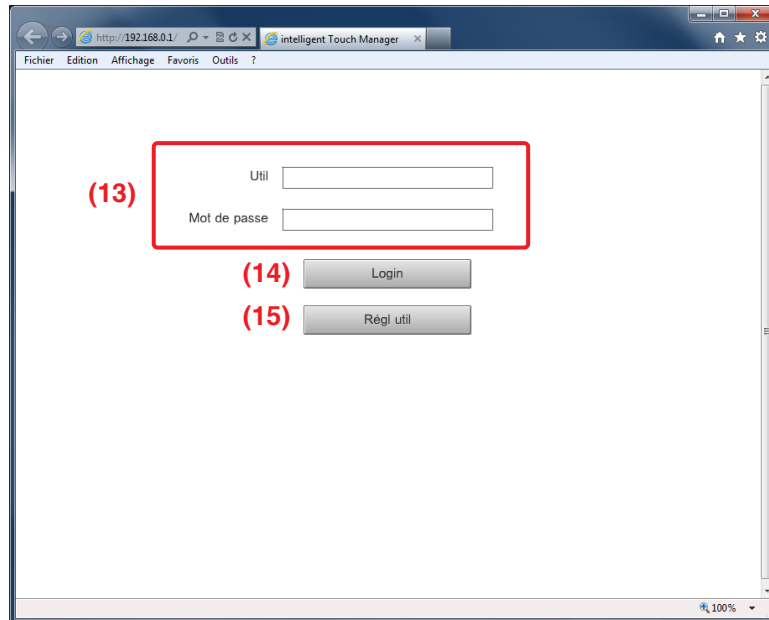 http://192.168.0.1/
intelligent Touch Manager
Fichier Edition Affichage Favoris Outils ?
(13)
Util
Mot de passe
(14) Login
(15) Régl util
100%